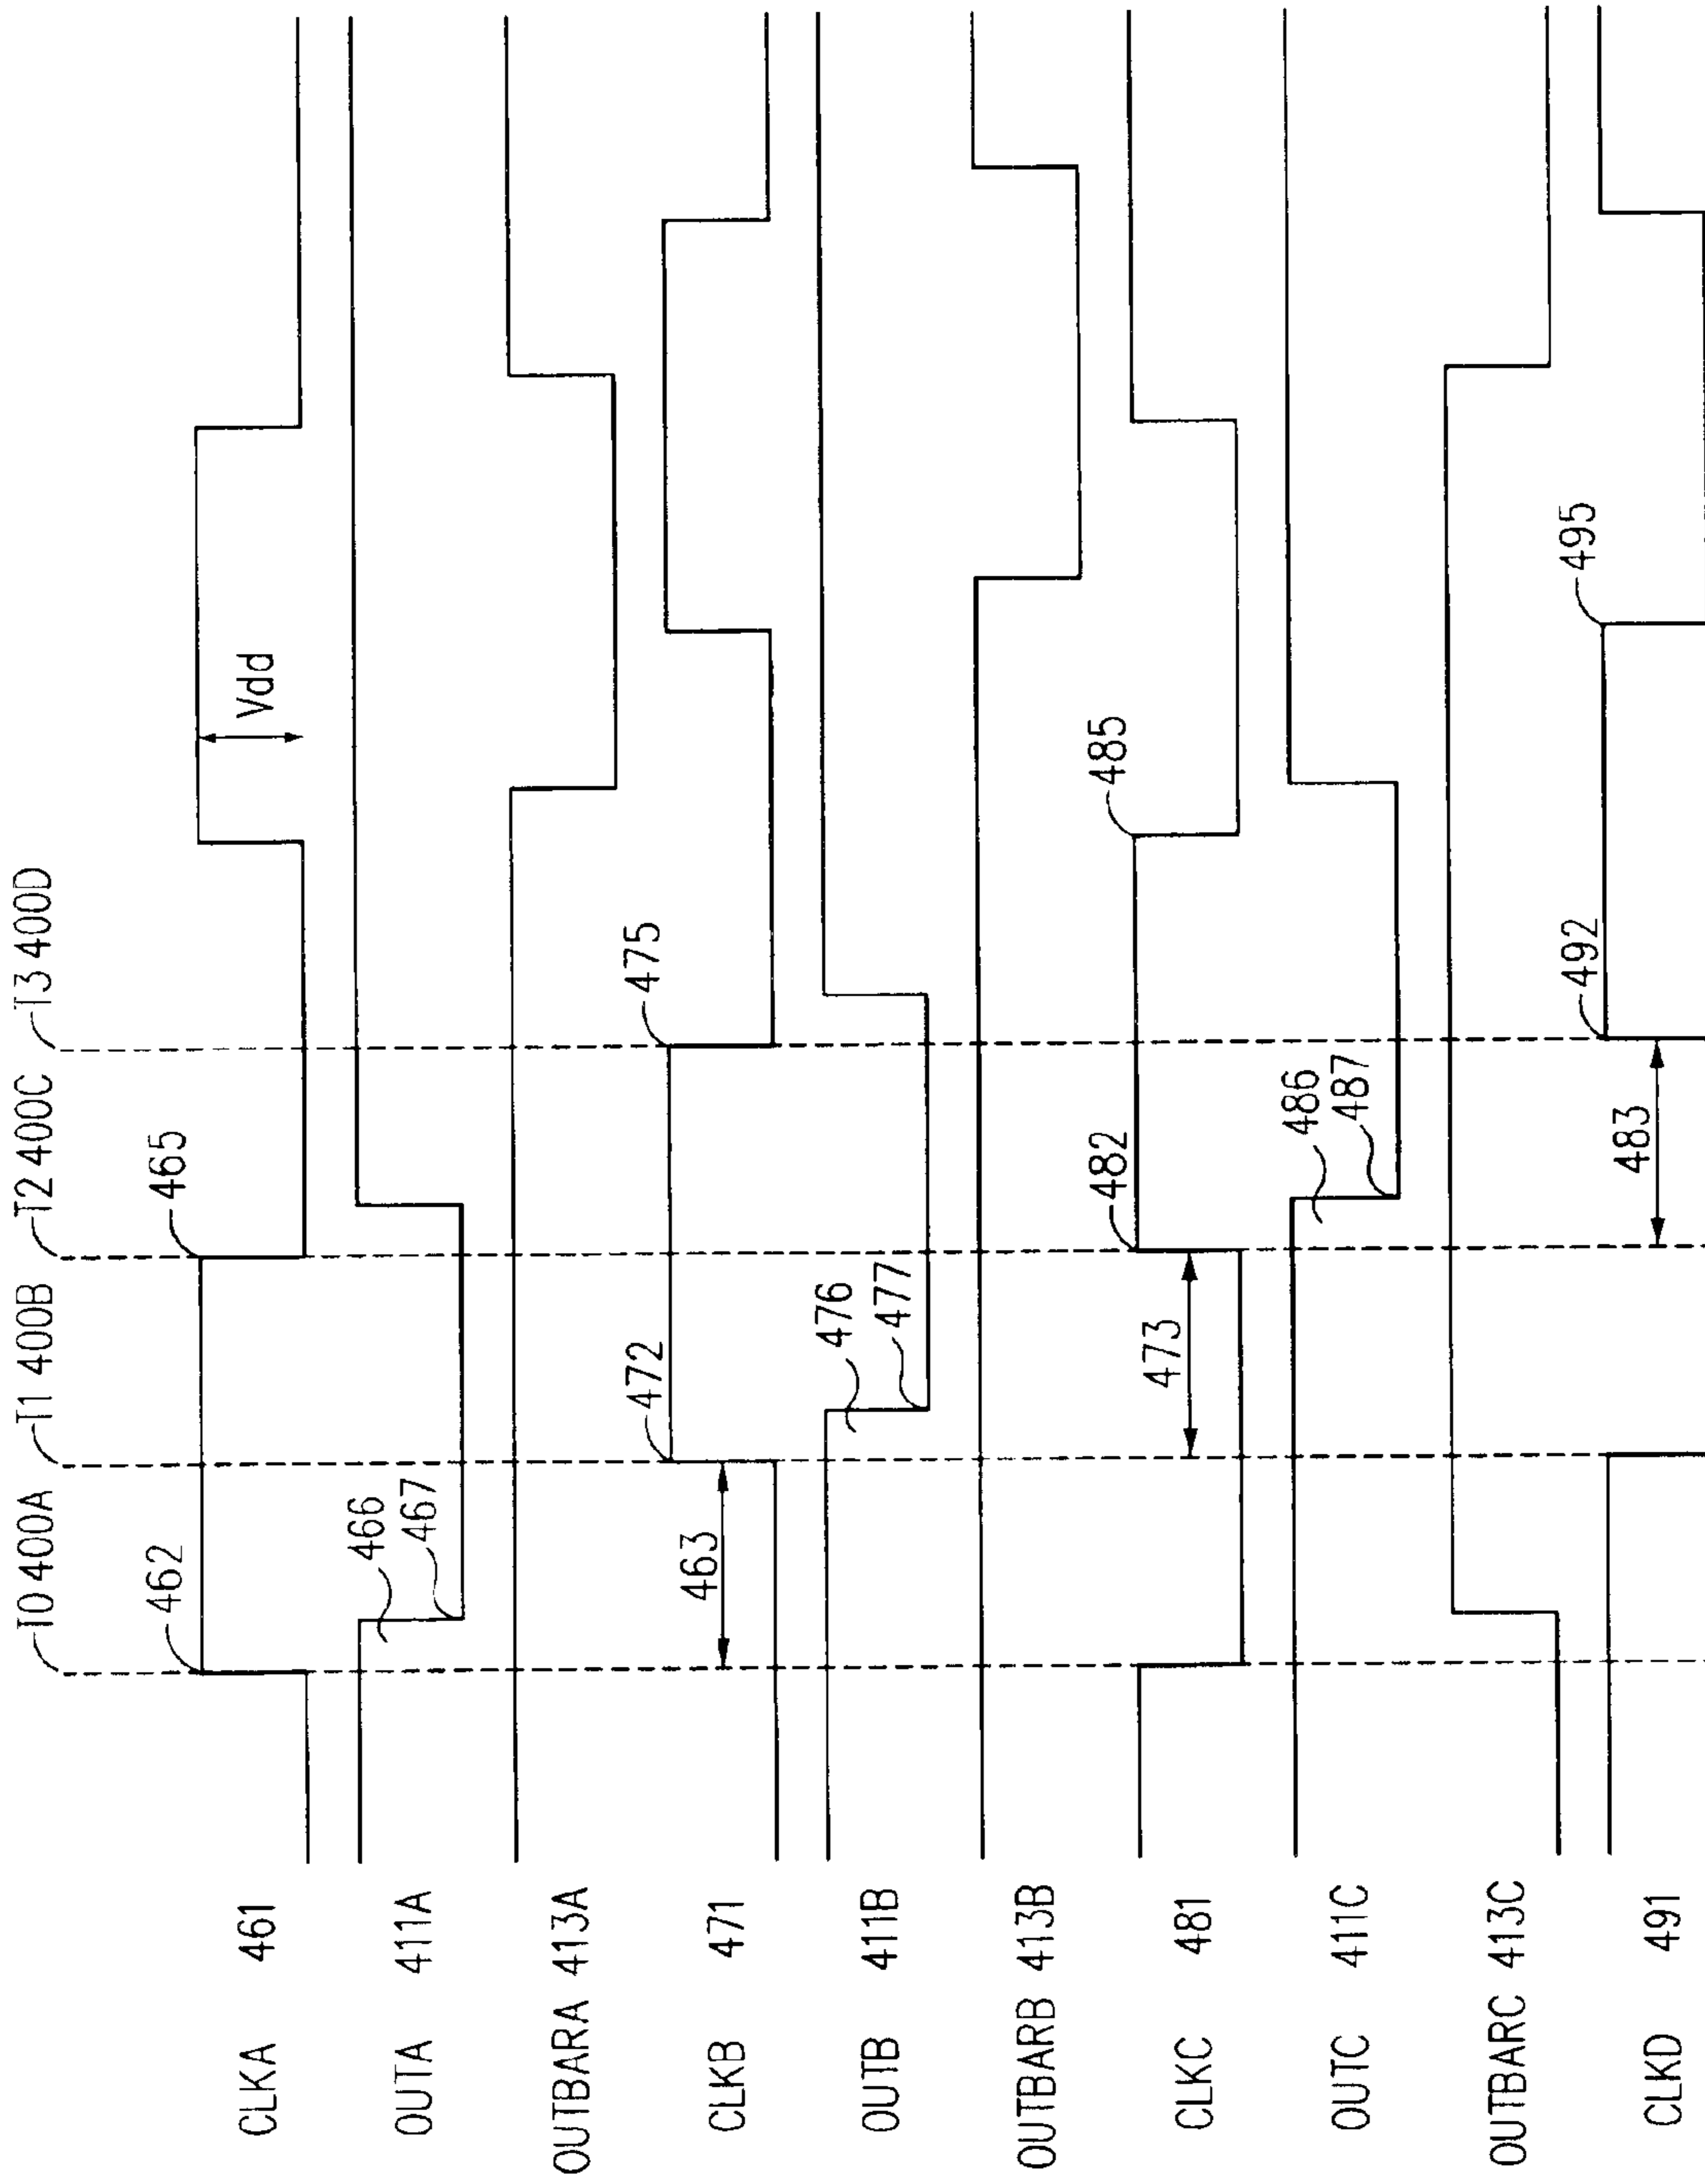 T0 400A
T1 400B
T2 400C
T3 400D
CLKA 461
462
465
Vdd
OUTA 411A
466
467
OUTBARA 413A
CLKB 471
463
472
475
OUTB 411B
476
477
OUTBARB 413B
CLKC 481
473
482
485
OUTC 411C
486
487
OUTBARC 413C
CLKD 491
483
492
495